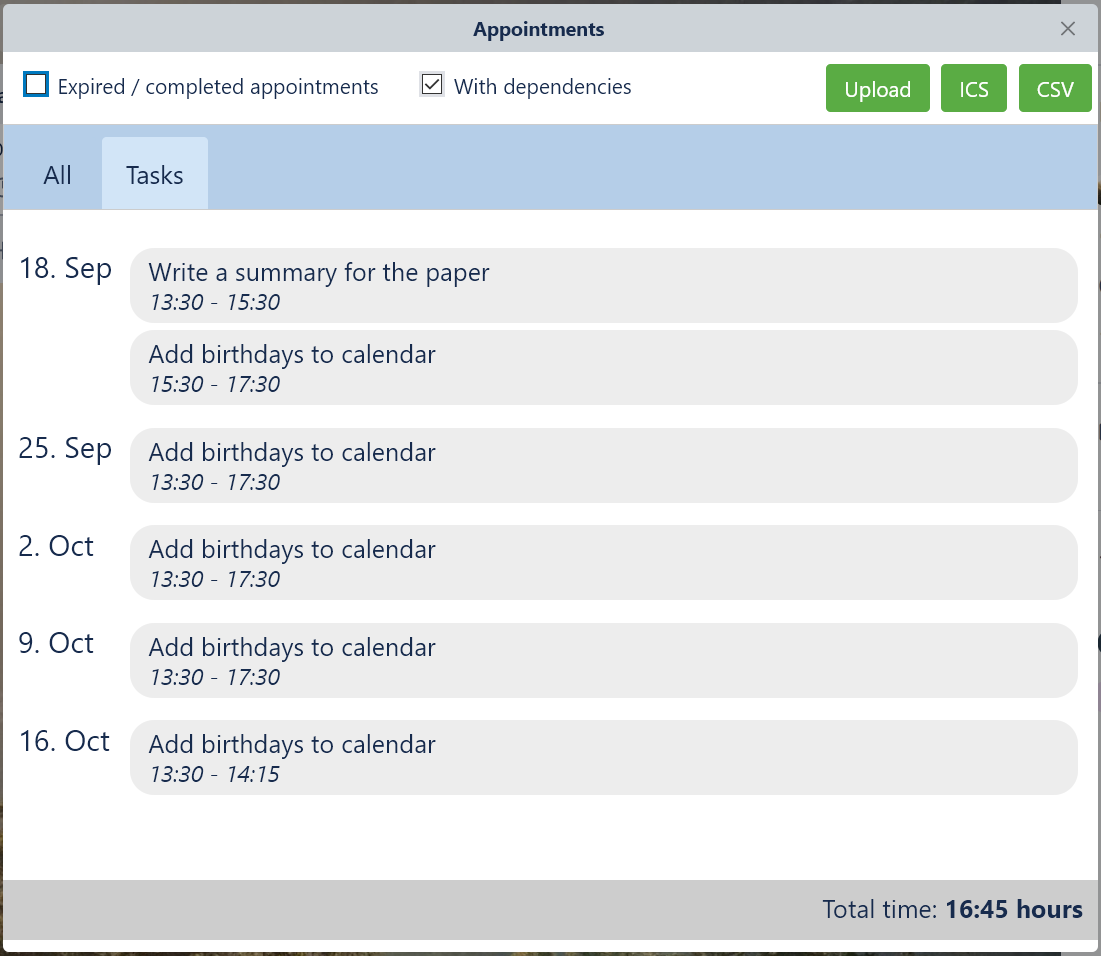 Appointments
Expired / completed appointments With dependencies Upload ICS CSV
All Tasks
18. Sep Write a summary for the paper
13:30 - 15:30
Add birthdays to calendar
15:30 - 17:30
25. Sep Add birthdays to calendar
13:30 - 17:30
2. Oct Add birthdays to calendar
13:30 - 17:30
9. Oct Add birthdays to calendar
13:30 - 17:30
16. Oct Add birthdays to calendar
13:30 - 14:15
Total time: 16:45 hours